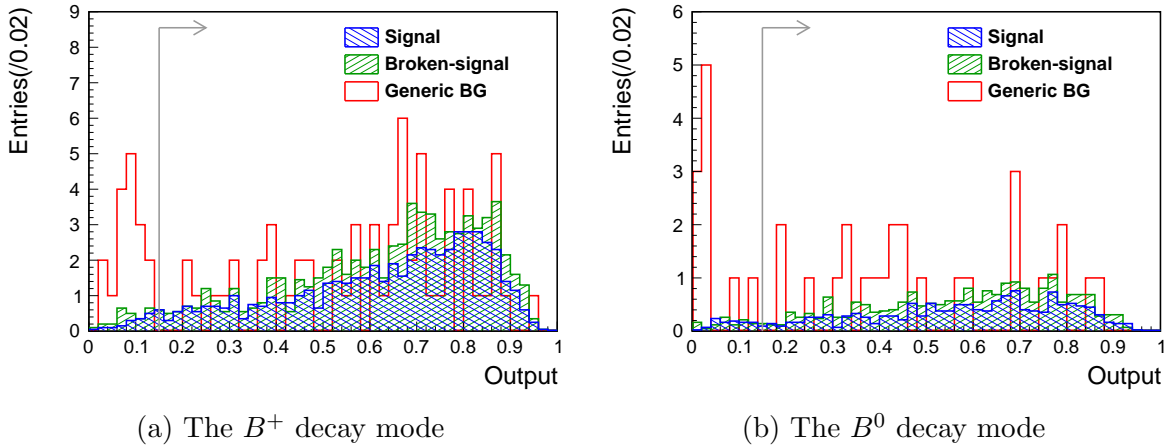 Entries(/0.02)
9
8
7
6
5
4
3
2
1
0
Signal
Broken-signal
Generic BG
0 0.1 0.2 0.3 0.4 0.5 0.6 0.7 0.8 0.9 1
Output
(a) The B⁺ decay mode
Entries(/0.02)
6
5
4
3
2
1
0
Signal
Broken-signal
Generic BG
0 0.1 0.2 0.3 0.4 0.5 0.6 0.7 0.8 0.9 1
Output
(b) The B⁰ decay mode